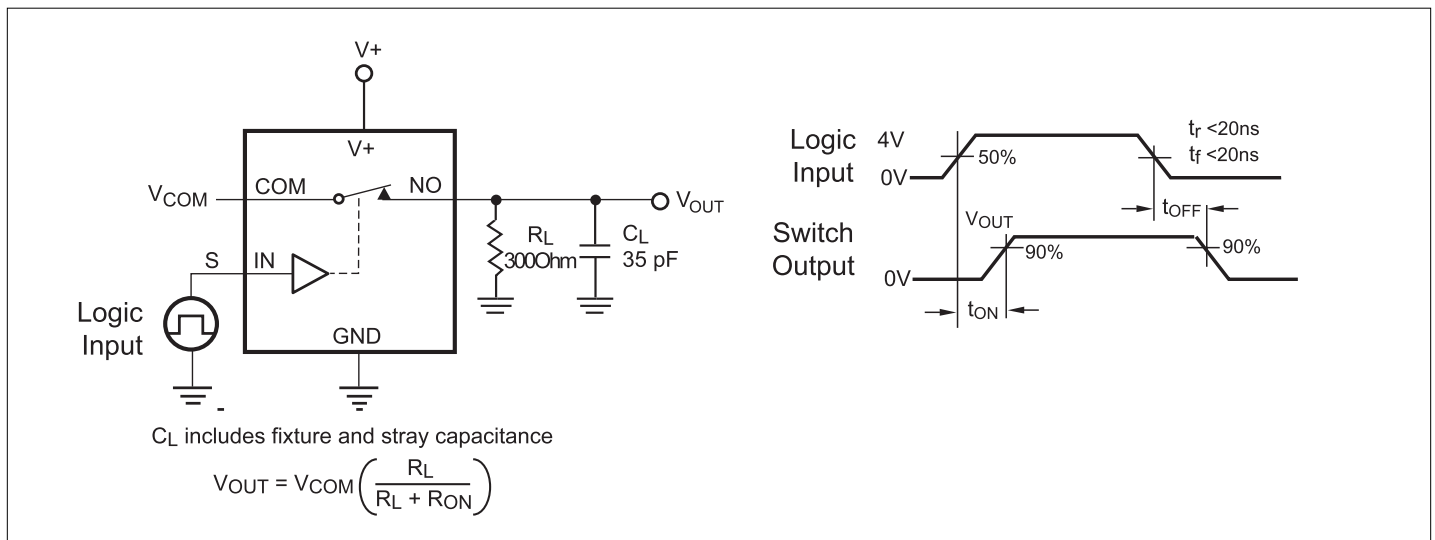 V+
V+
VCOM
COM
NO
VOUT
S
IN
RL
300Ohm
CL
35 pF
Logic
Input
GND
CL includes fixture and stray capacitance
VOUT = VCOM ( RL / RL + RON )
Logic
Input
4V
0V
50%
tr <20ns
tf <20ns
Switch
Output
VOUT
0V
90%
90%
tOFF
tON